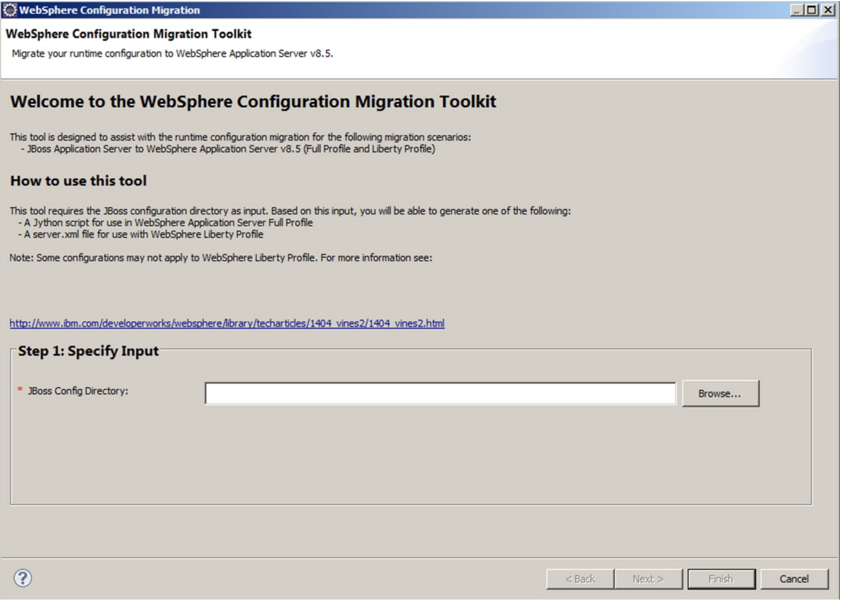 WebSphere Configuration Migration
WebSphere Configuration Migration Toolkit
Migrate your runtime configuration to WebSphere Application Server v8.5.
Welcome to the WebSphere Configuration Migration Toolkit
This tool is designed to assist with the runtime configuration migration for the following migration scenarios:
- JBoss Application Server to WebSphere Application Server v8.5 (Full Profile and Liberty Profile)
How to use this tool
This tool requires the JBoss configuration directory as input. Based on this input, you will be able to generate one of the following:
- A Jython script for use in WebSphere Application Server Full Profile
- A server.xml file for use with WebSphere Liberty Profile
Note: Some configurations may not apply to WebSphere Liberty Profile. For more information see:
http://www.ibm.com/developerworks/websphere/library/techarticles/1404_vines2/1404_vines2.html
Step 1: Specify Input
* JBoss Config Directory:
Browse...
?
< Back
Next >
Finish
Cancel